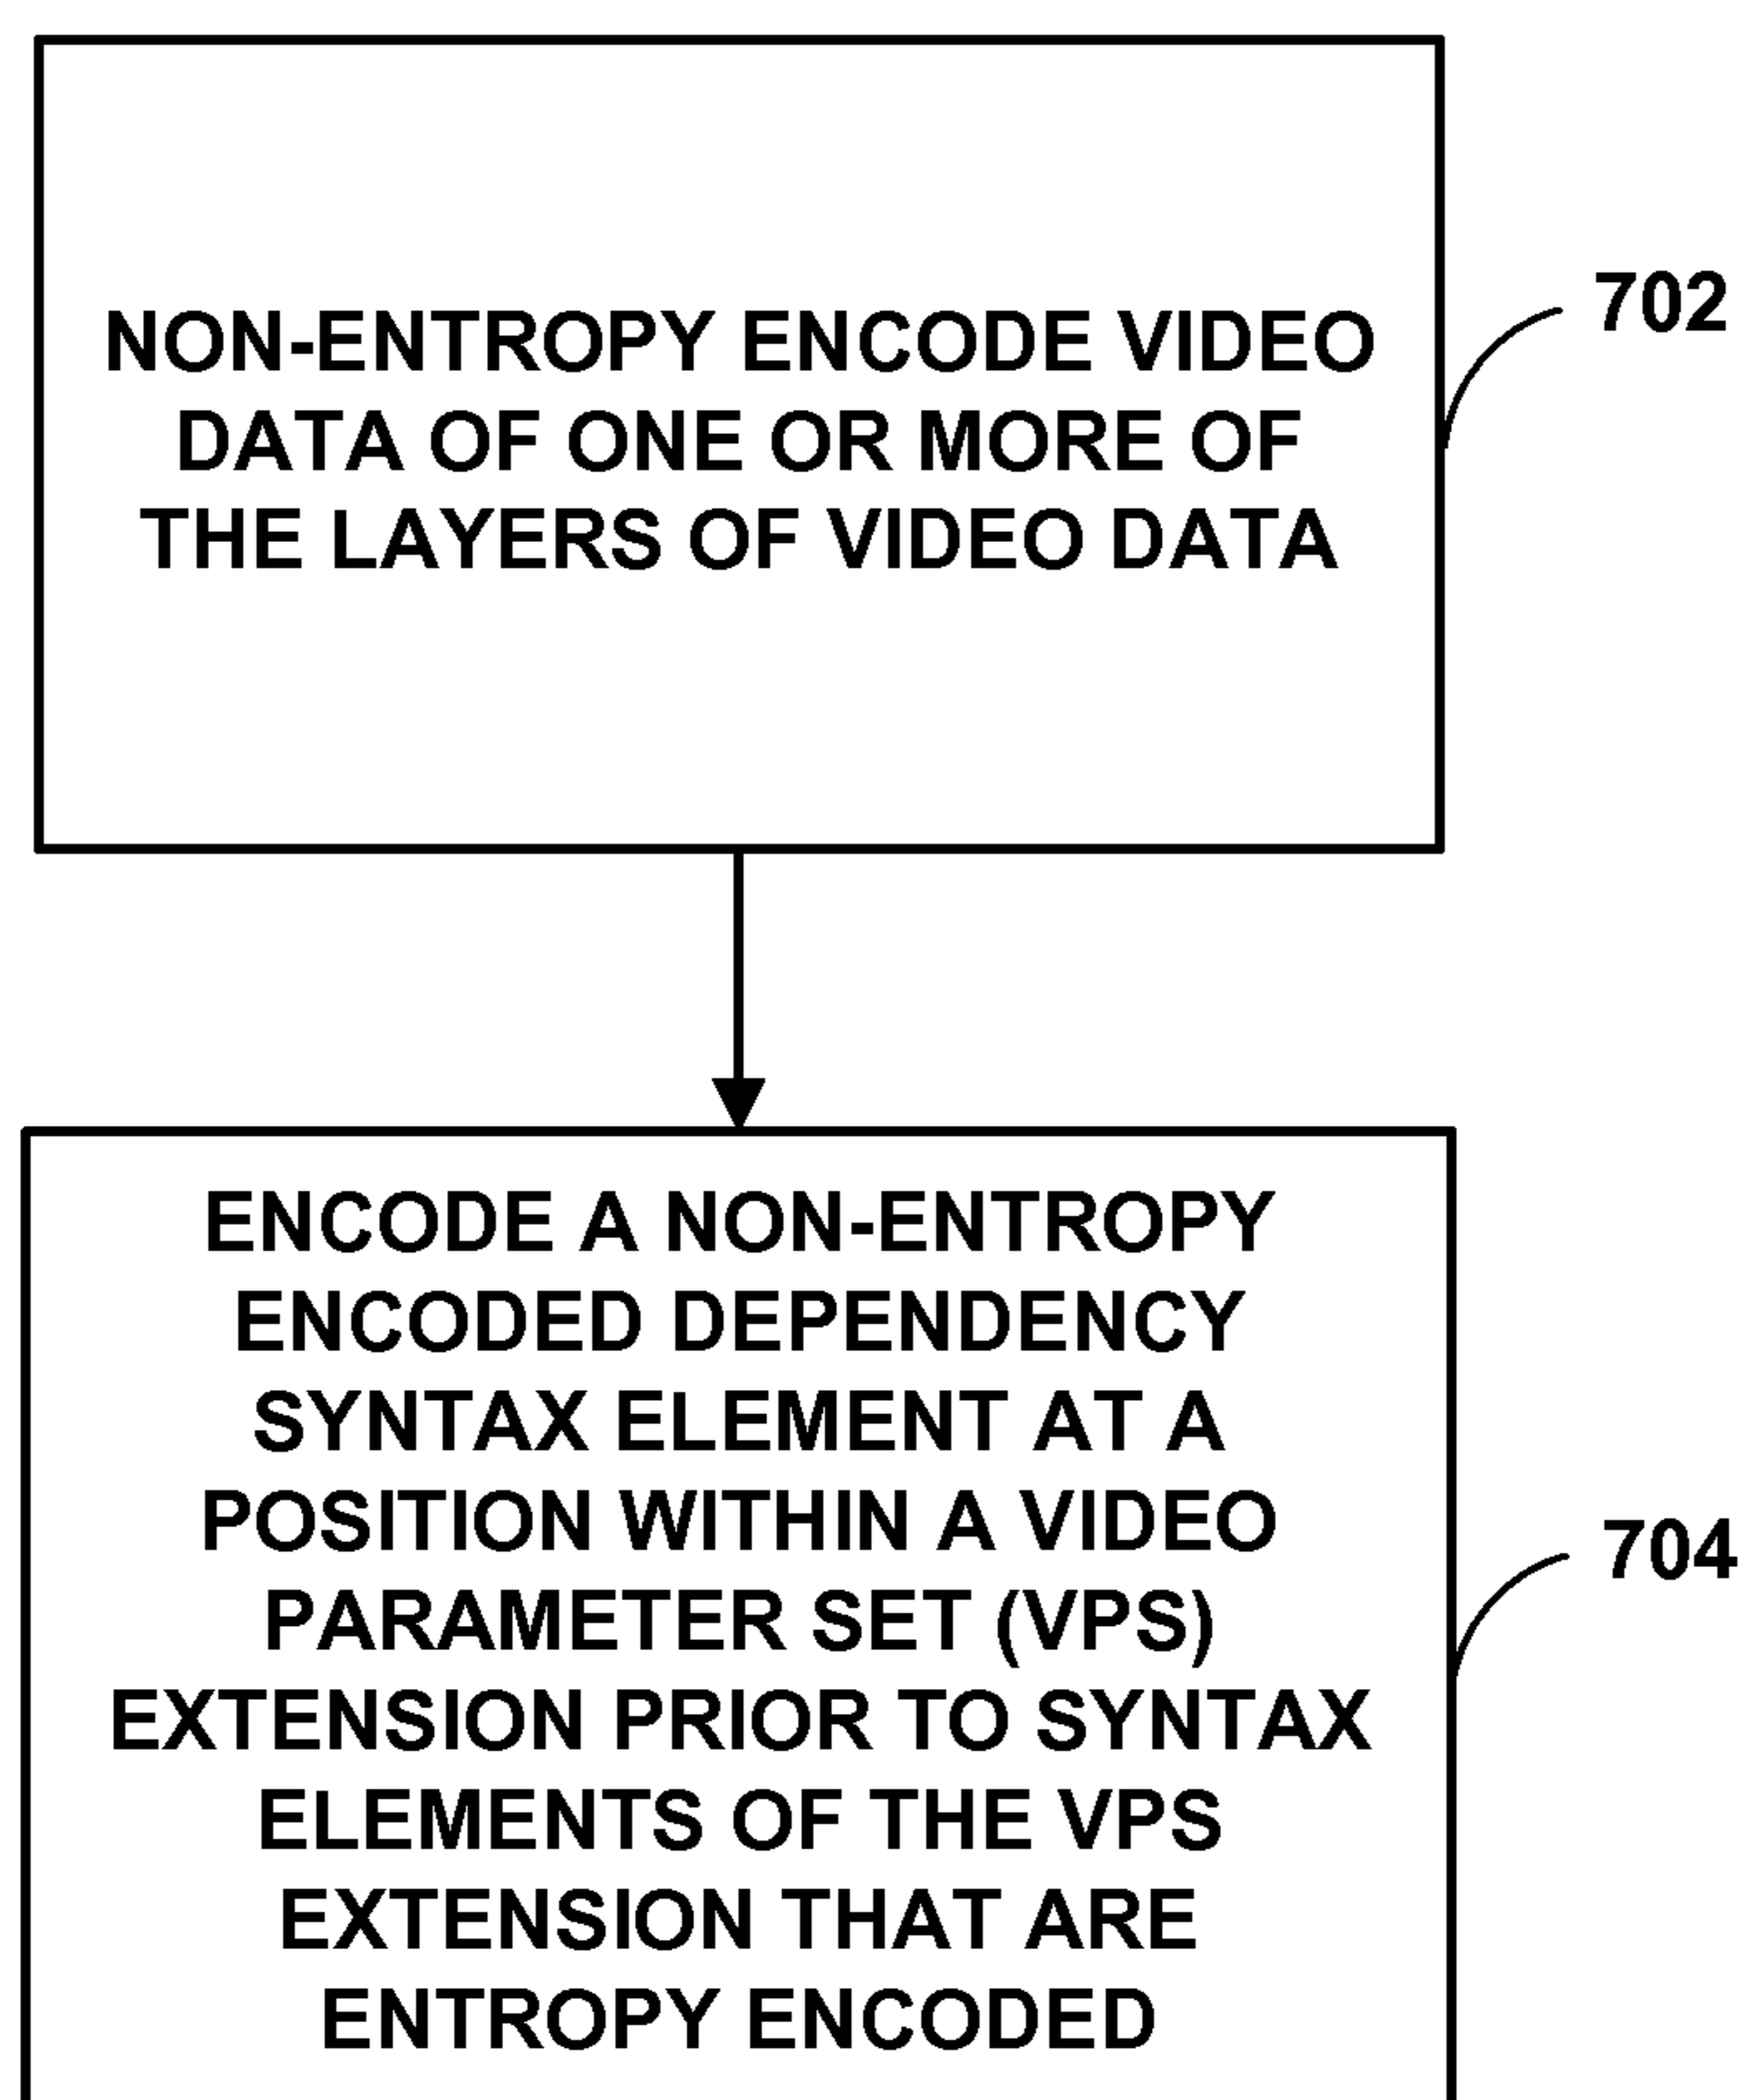 NON-ENTROPY ENCODE VIDEO
DATA OF ONE OR MORE OF
THE LAYERS OF VIDEO DATA
702
ENCODE A NON-ENTROPY
ENCODED DEPENDENCY
SYNTAX ELEMENT AT A
POSITION WITHIN A VIDEO
PARAMETER SET (VPS)
EXTENSION PRIOR TO SYNTAX
ELEMENTS OF THE VPS
EXTENSION THAT ARE
ENTROPY ENCODED
704